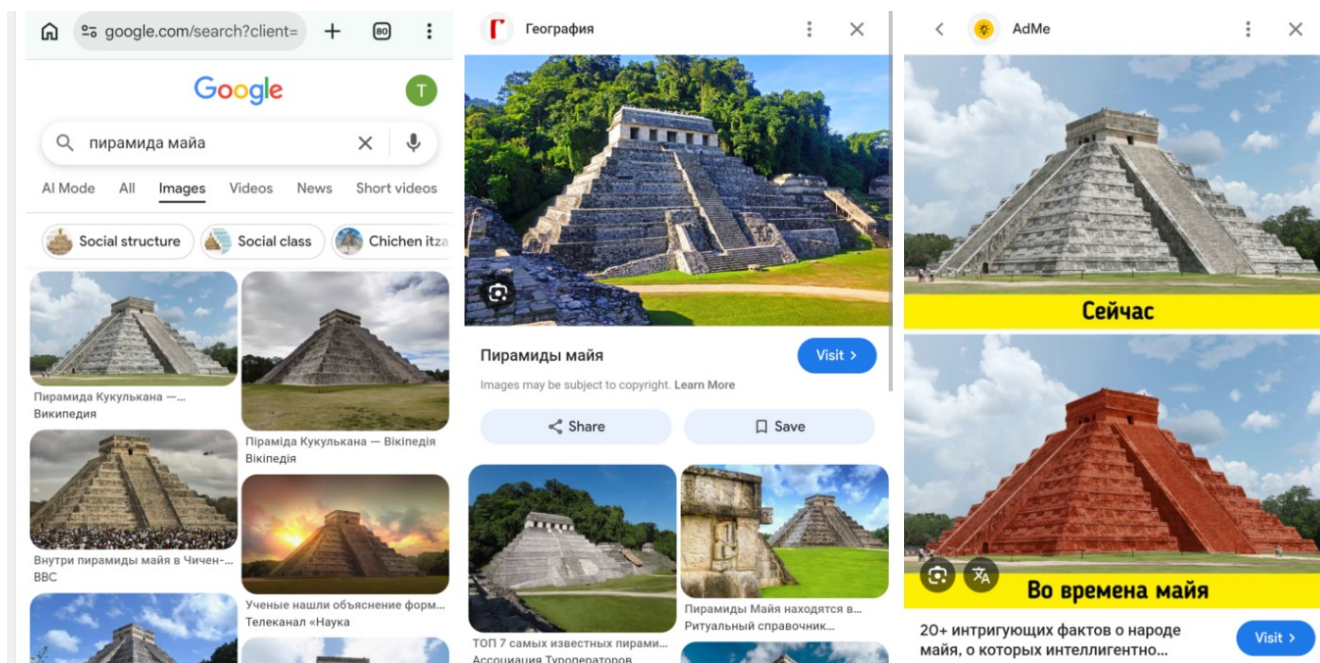 google.com/search?client=
80
Google
T
пирамида майа
AI Mode All Images Videos News Short videos
Social structure Social class Chichen itza
Пирамида Кукулькана —...
Википедия
Піраміда Кукулькана — Вікіпедія
Вікіпедія
Внутри пирамиды майя в Чичен-...
BBC
Ученые нашли объяснение форм...
Телеканал «Наука
География
Пирамиды майя
Visit >
Images may be subject to copyright. Learn More
Share
Save
ТОП 7 самых известных пирами...
Ассоциация Туроператоров
Пирамиды Майя находятся в...
Ритуальный справочник...
AdMe
Сейчас
Во времена майя
20+ интригующих фактов о народе
майя, о которых интеллигентно...
Visit >